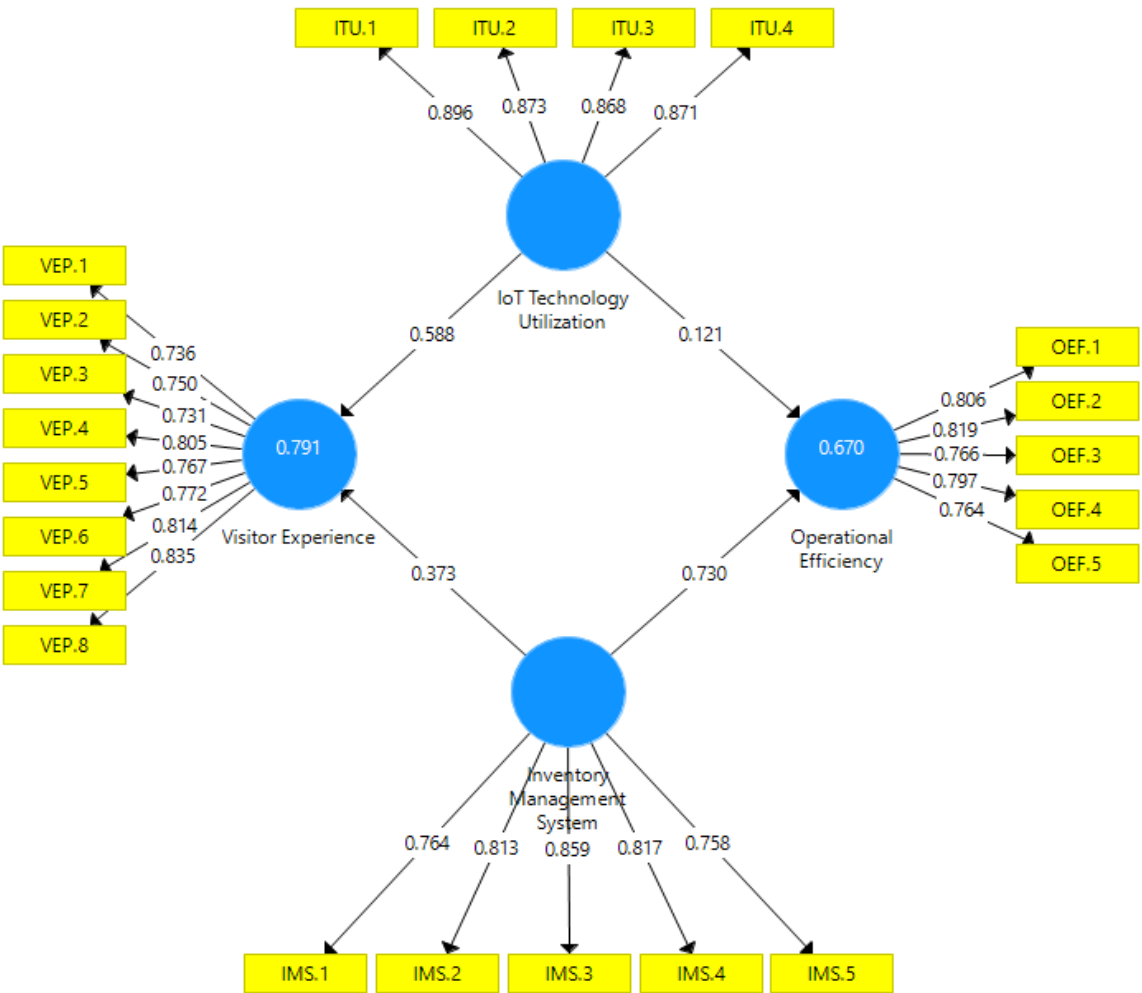 ITU.1
ITU.2
ITU.3
ITU.4
0.896
0.873
0.868
0.871
IoT Technology
Utilization
0.588
0.121
VEP.1
VEP.2
VEP.3
VEP.4
VEP.5
VEP.6
VEP.7
VEP.8
0.736
0.750
0.731
0.805
0.767
0.772
0.814
0.835
0.791
Visitor Experience
0.670
Operational
Efficiency
0.806
0.819
0.766
0.797
0.764
OEF.1
OEF.2
OEF.3
OEF.4
OEF.5
0.373
0.730
Inventory
Management
System
0.764
0.813
0.859
0.817
0.758
IMS.1
IMS.2
IMS.3
IMS.4
IMS.5